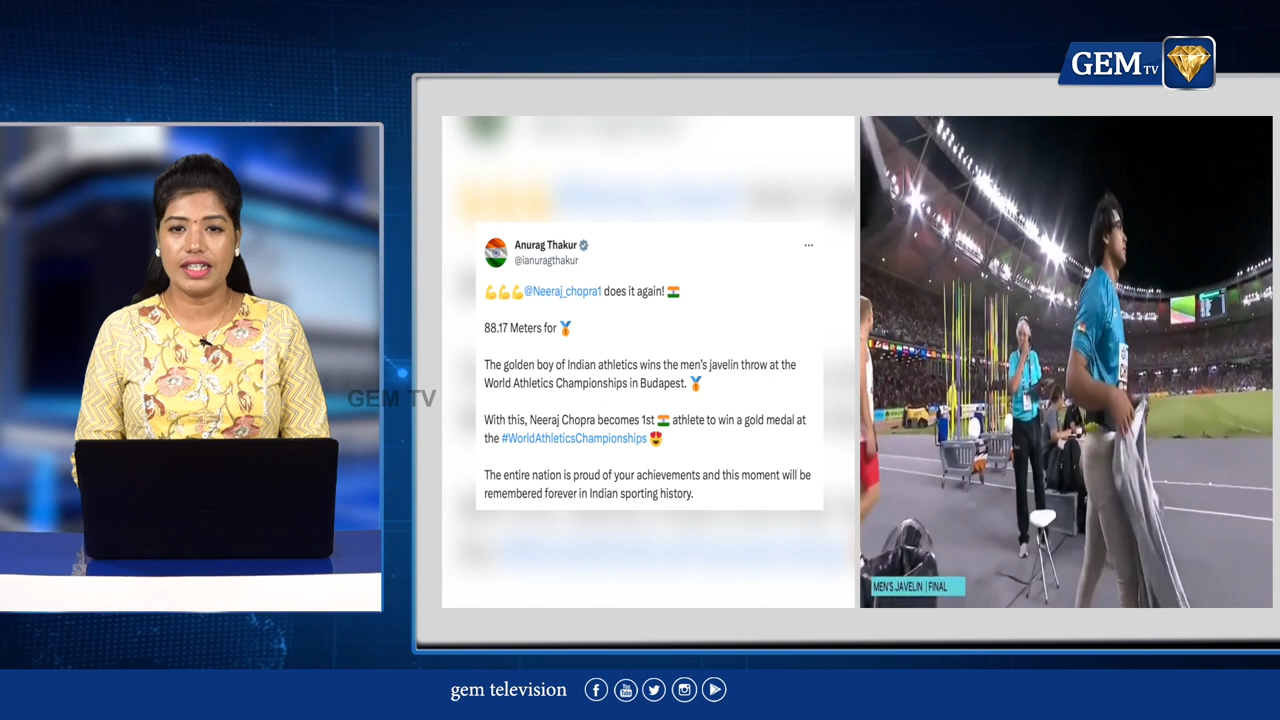 GEM TV
Anurag Thakur
@ianuragthakur
💪💪💪@Neeraj_chopra1 does it again! 🇮🇳
88.17 Meters for 🥇
The golden boy of Indian athletics wins the men's javelin throw at the
World Athletics Championships in Budapest. 🥇
With this, Neeraj Chopra becomes 1st 🇮🇳 athlete to win a gold medal at
the #WorldAthleticsChampionships 😍
The entire nation is proud of your achievements and this moment will be
remembered forever in Indian sporting history.
GEM TV
MEN'S JAVELIN | FINAL
gem television